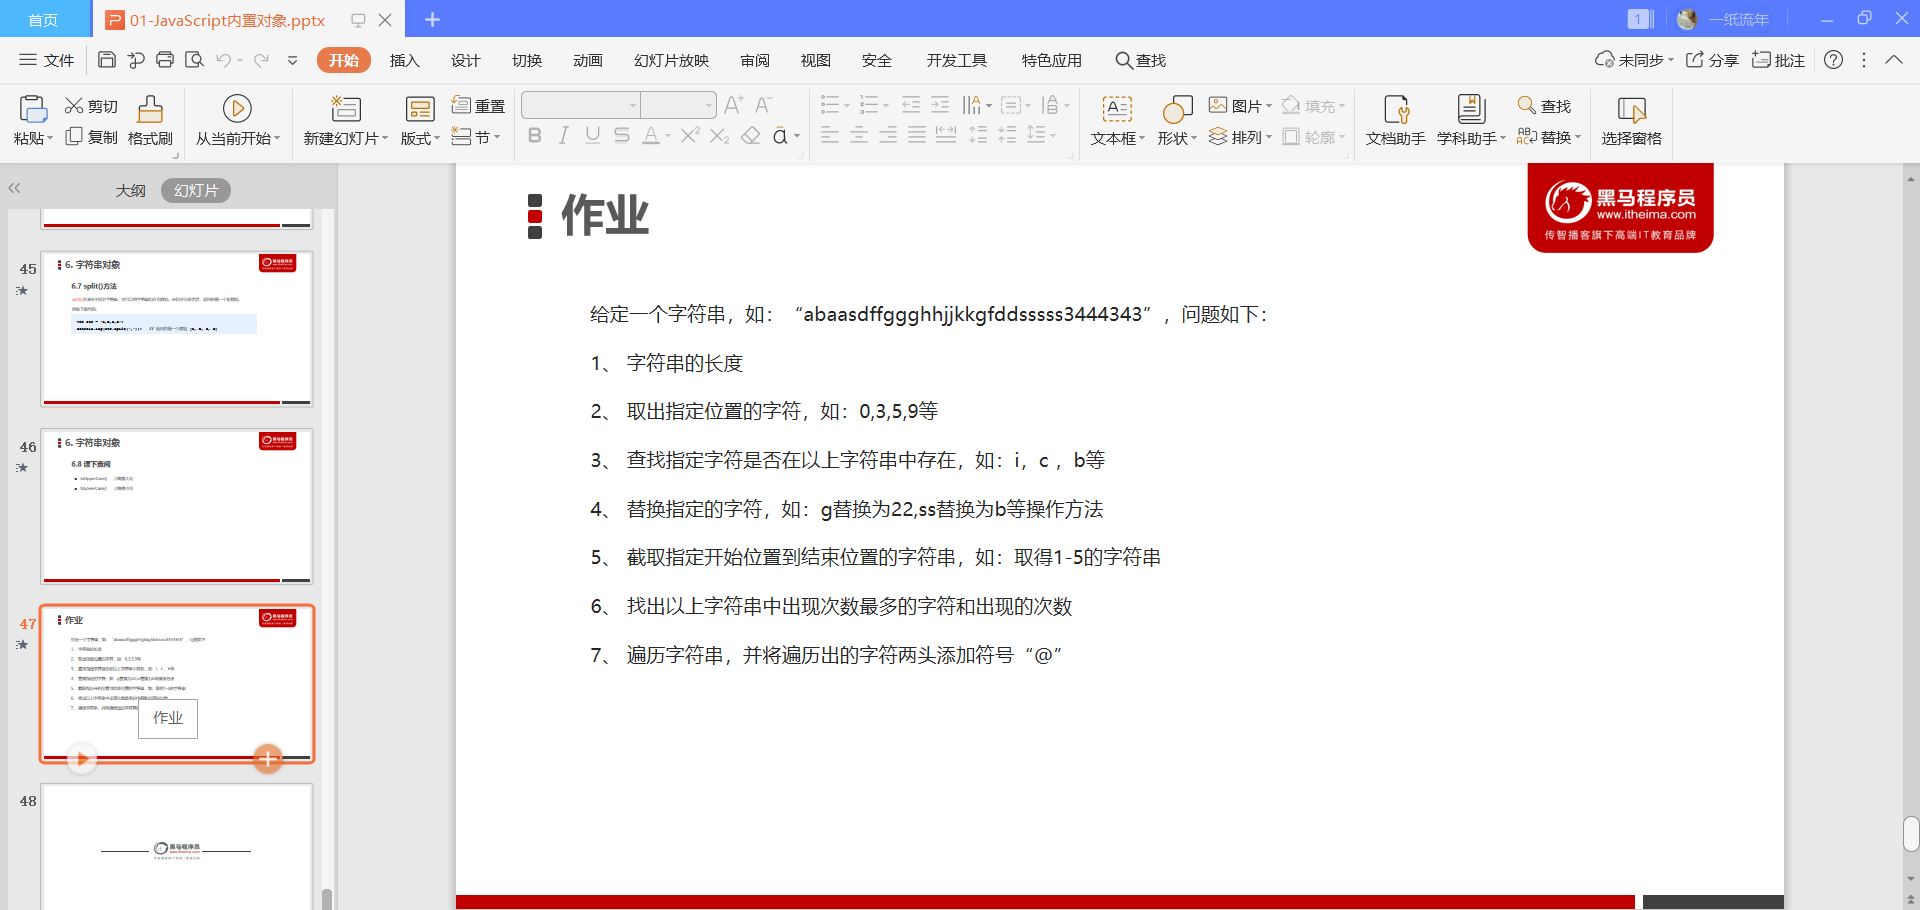 首页
01-JavaScript内置对象.pptx
1
一纸流年
文件
开始
插入
设计
切换
动画
幻灯片放映
审阅
视图
安全
开发工具
特色应用
查找
未同步
分享
批注
粘贴
剪切
复制
格式刷
从当前开始
新建幻灯片
版式
重置
节
文本框
形状
图片
排列
填充
轮廓
文档助手
学科助手
查找
替换
选择窗格
大纲
幻灯片
45
6. 字符串对象
6.7 split()方法
46
6. 字符串对象
6.8 课下查阅
47
作业
作业
48
黑马程序员
作业
黑马程序员
www.itheima.com
传智播客旗下高端IT教育品牌
给定一个字符串，如：“abaasdffggghhjjkkgfddsssss3444343”，问题如下：
1、 字符串的长度
2、 取出指定位置的字符，如：0,3,5,9等
3、 查找指定字符是否在以上字符串中存在，如：i，c ，b等
4、 替换指定的字符，如：g替换为22,ss替换为b等操作方法
5、 截取指定开始位置到结束位置的字符串，如：取得1-5的字符串
6、 找出以上字符串中出现次数最多的字符和出现的次数
7、 遍历字符串，并将遍历出的字符两头添加符号“@”